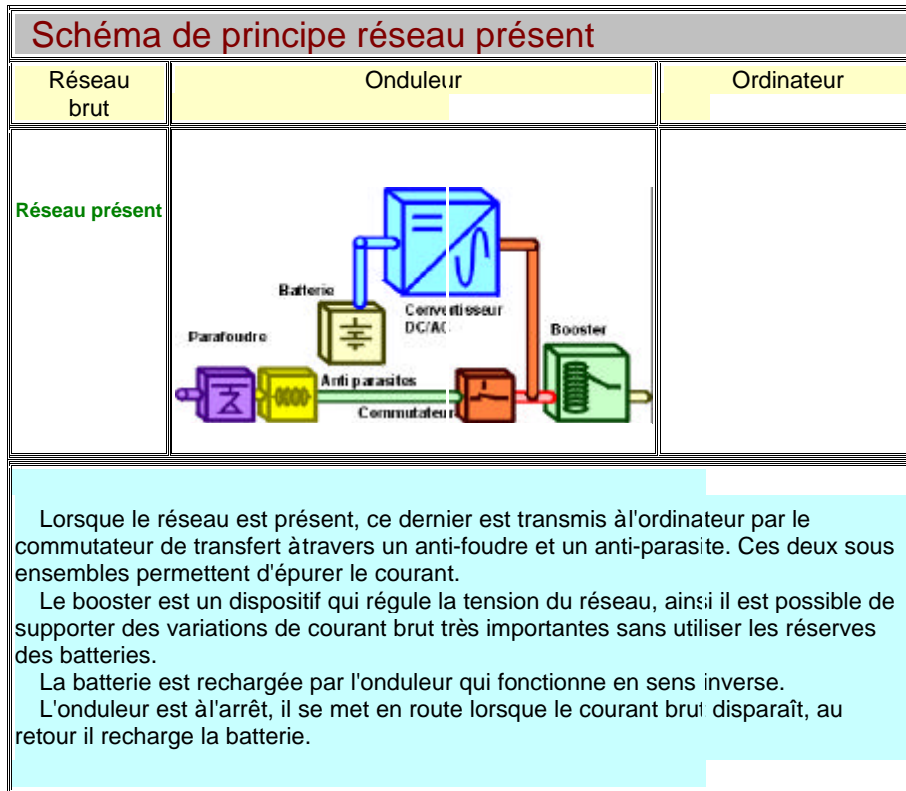 Schéma de principe réseau présent
Réseau
brut
Onduleur
Ordinateur
Réseau présent
Batterie
Convertisseur
DC/AC
Booster
Parafoudre
Anti parasites
Commutateur
Lorsque le réseau est présent, ce dernier est transmis àl'ordinateur par le
commutateur de transfert àtravers un anti-foudre et un anti-parasite. Ces deux sous
ensembles permettent d'épurer le courant.
Le booster est un dispositif qui régule la tension du réseau, ainsi il est possible de
supporter des variations de courant brut très importantes sans utiliser les réserves
des batteries.
La batterie est rechargée par l'onduleur qui fonctionne en sens inverse.
L'onduleur est àl'arrêt, il se met en route lorsque le courant brut disparaît, au
retour il recharge la batterie.